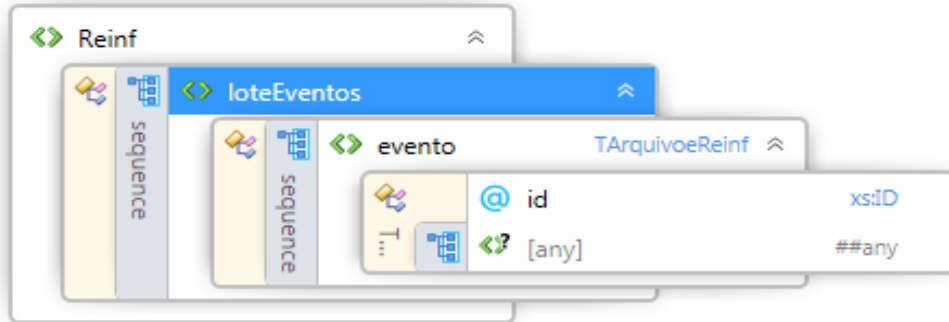 Reinf
sequence
loteEventos
sequence
evento TArquivoeReinf
T...
@ id xs:ID
[any] ##any